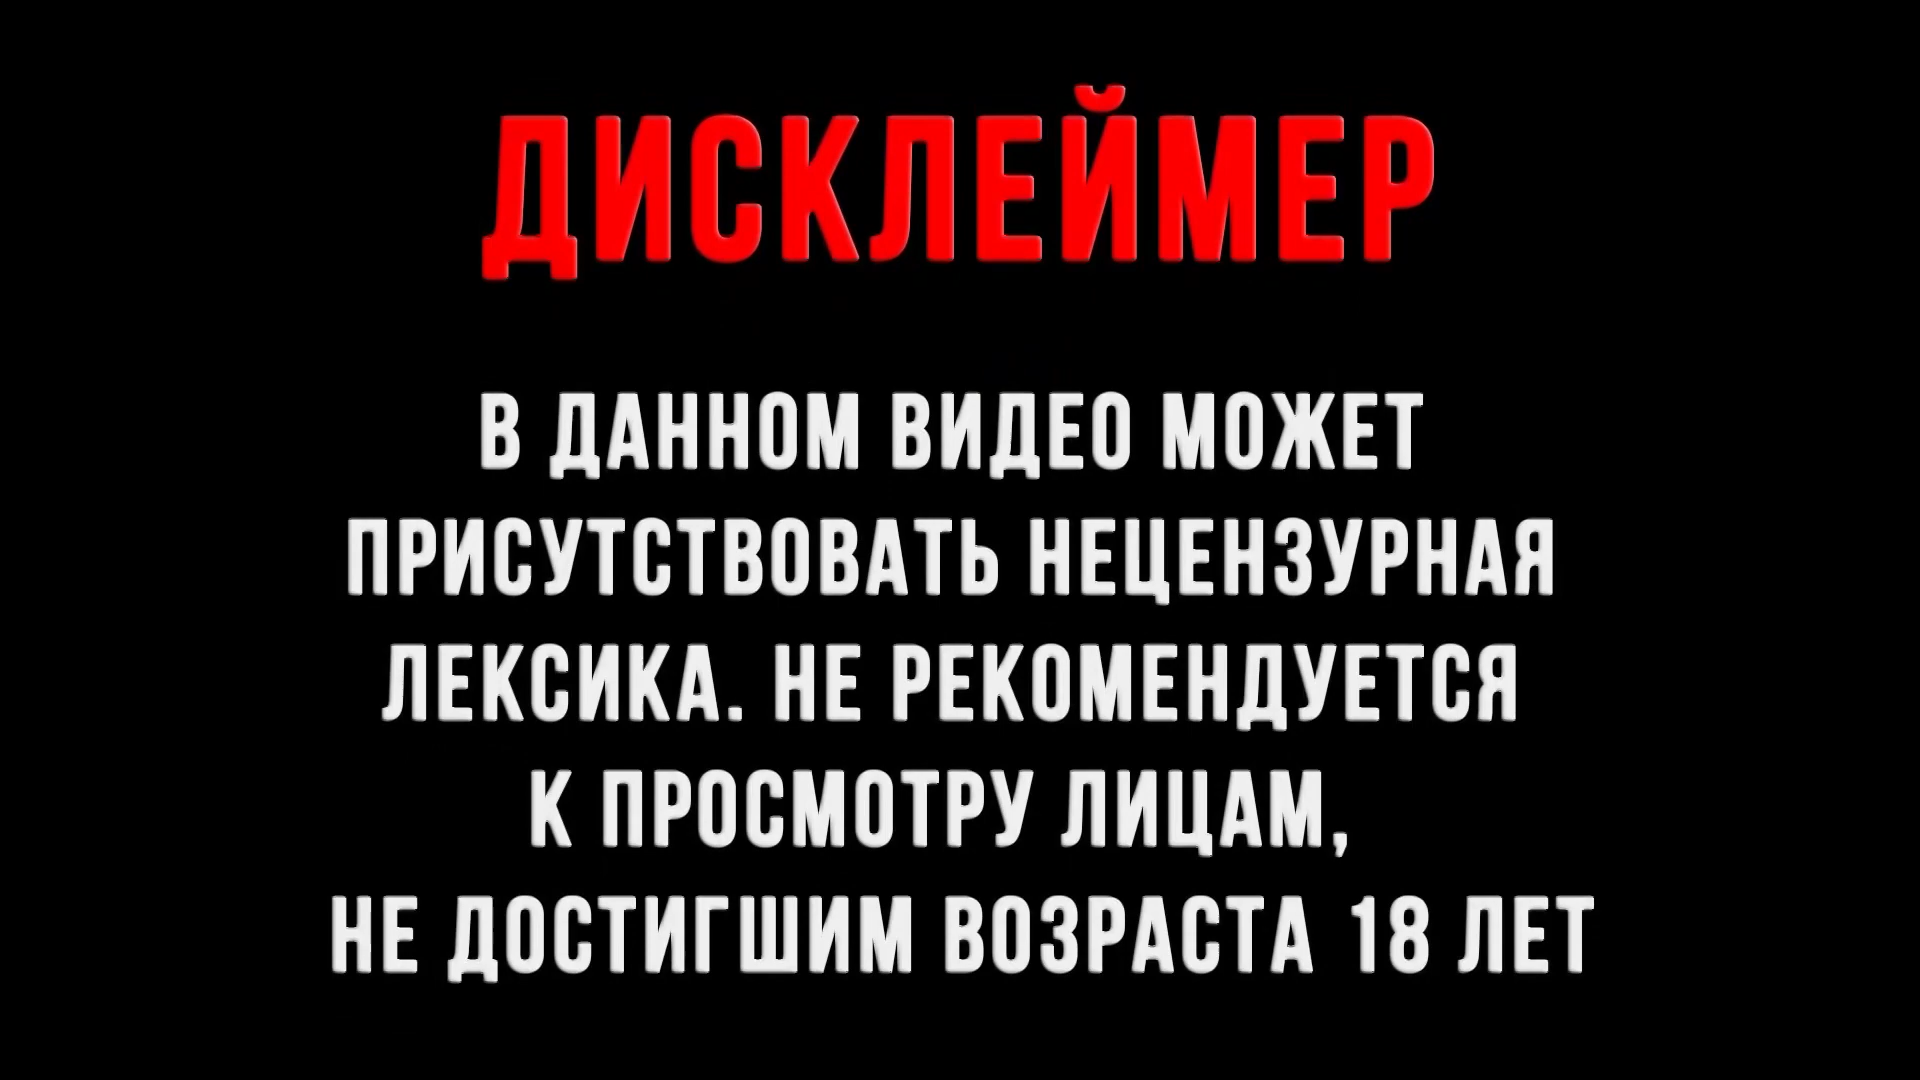 ДИСКЛЕЙМЕР
В ДАННОМ ВИДЕО МОЖЕТ
ПРИСУТСТВОВАТЬ НЕЦЕНЗУРНАЯ
ЛЕКСИКА. НЕ РЕКОМЕНДУЕТСЯ
К ПРОСМОТРУ ЛИЦАМ,
НЕ ДОСТИГШИМ ВОЗРАСТА 18 ЛЕТ